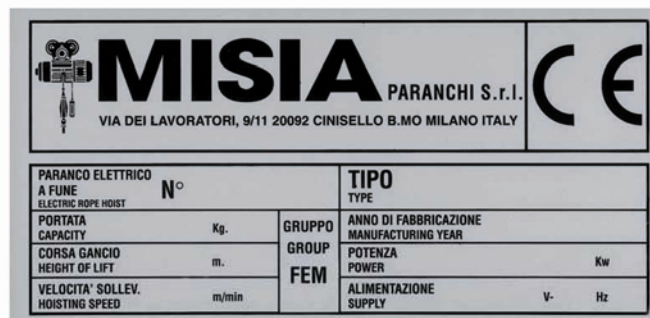 MISIA PARANCHI S.r.l.
VIA DEI LAVORATORI, 9/11 20092 CINISELLO B.MO MILANO ITALY
CE
PARANCO ELETTRICO
A FUNE N°
ELECTRIC ROPE HOIST
TIPO
TYPE
PORTATA
CAPACITY Kg.
GRUPPO
GROUP
FEM
ANNO DI FABBRICAZIONE
MANUFACTURING YEAR
CORSA GANCIO
HEIGHT OF LIFT m.
POTENZA
POWER Kw
VELOCITA' SOLLEV.
HOISTING SPEED m/min
ALIMENTAZIONE
SUPPLY V- Hz